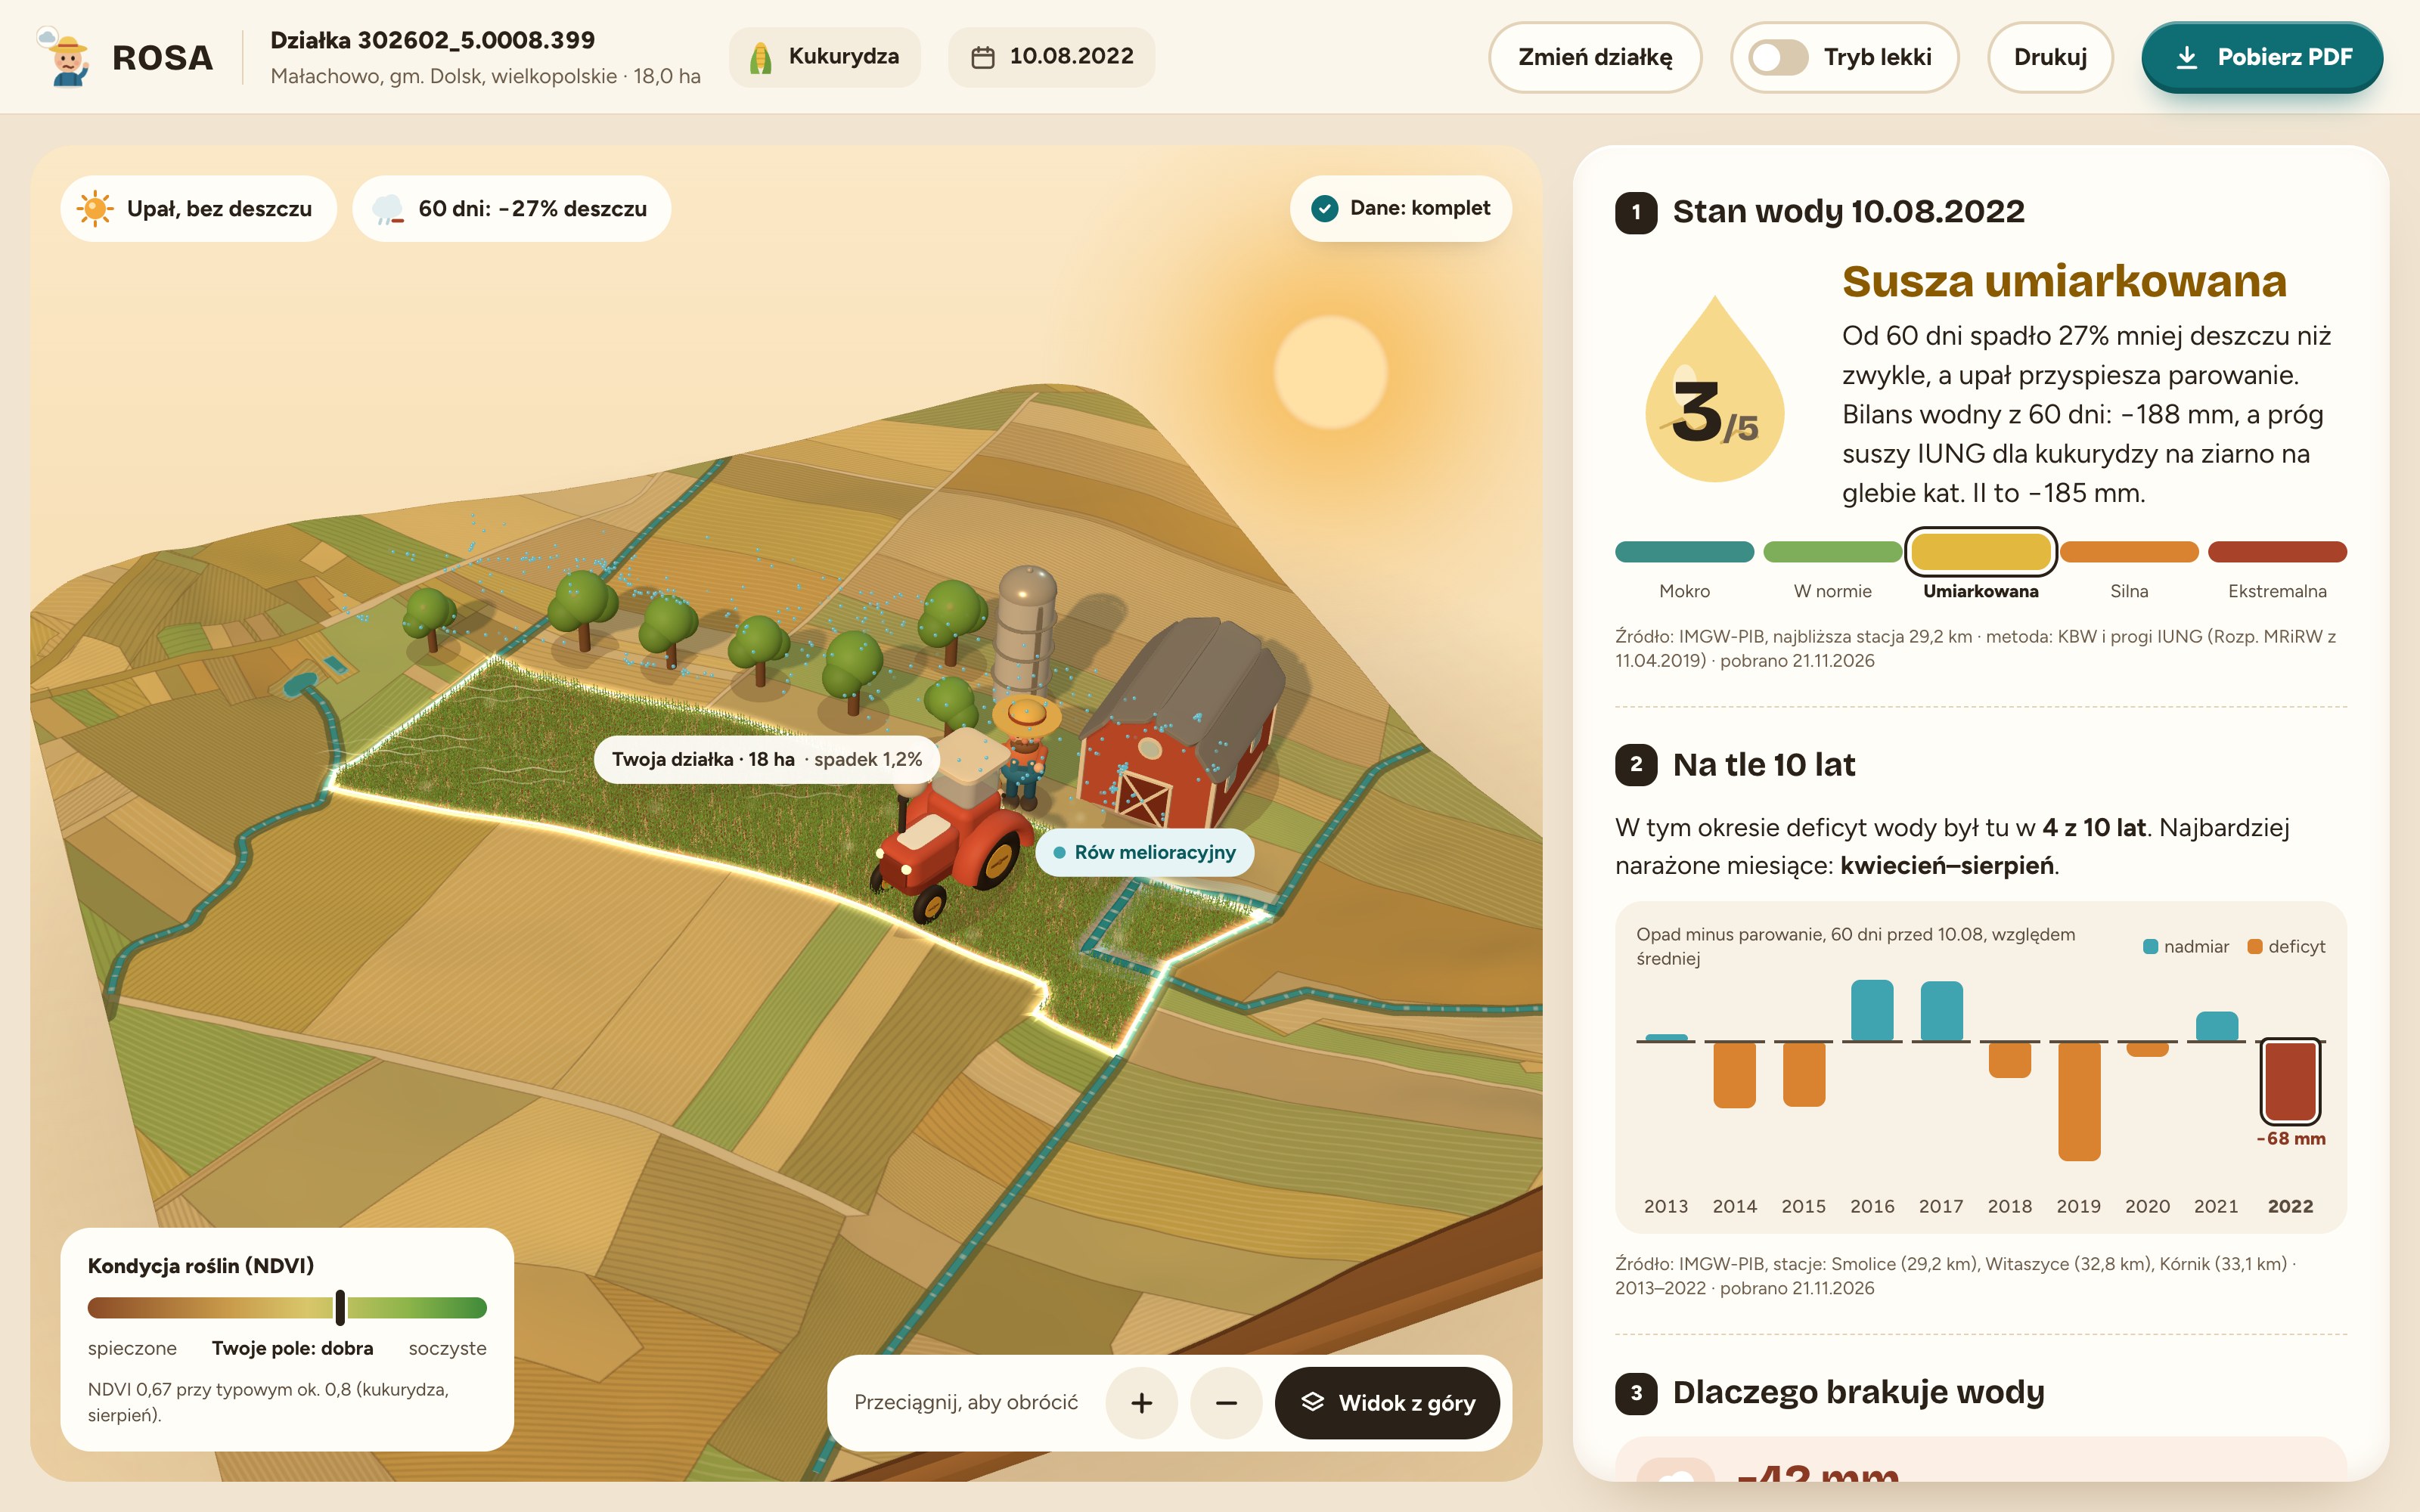 ROSA
Działka 302602_5.0008.399
Małachowo, gm. Dolsk, wielkopolskie · 18,0 ha
Kukurydza
10.08.2022
Zmień działkę
Tryb lekki
Drukuj
Pobierz PDF
Upał, bez deszczu
60 dni: −27% deszczu
Dane: komplet
Twoja działka · 18 ha · spadek 1,2%
Rów melioracyjny
Kondycja roślin (NDVI)
spieczone
Twoje pole: dobra
soczyste
NDVI 0,67 przy typowym ok. 0,8 (kukurydza,
sierpień).
Przeciągnij, aby obrócić
+
−
Widok z góry
1
Stan wody 10.08.2022
3/5
Susza umiarkowana
Od 60 dni spadło 27% mniej deszczu niż
zwykle, a upał przyspiesza parowanie.
Bilans wodny z 60 dni: −188 mm, a próg
suszy IUNG dla kukurydzy na ziarno na
glebie kat. II to −185 mm.
Mokro
W normie
Umiarkowana
Silna
Ekstremalna
Źródło: IMGW-PIB, najbliższa stacja 29,2 km · metoda: KBW i progi IUNG (Rozp. MRiRW z
11.04.2019) · pobrano 21.11.2026
2
Na tle 10 lat
W tym okresie deficyt wody był tu w 4 z 10 lat. Najbardziej
narażone miesiące: kwiecień–sierpień.
Opad minus parowanie, 60 dni przed 10.08, względem
średniej
nadmiar
deficyt
−68 mm
2013
2014
2015
2016
2017
2018
2019
2020
2021
2022
Źródło: IMGW-PIB, stacje: Smolice (29,2 km), Witaszyce (32,8 km), Kórnik (33,1 km) ·
2013–2022 · pobrano 21.11.2026
3
Dlaczego brakuje wody
−42 mm